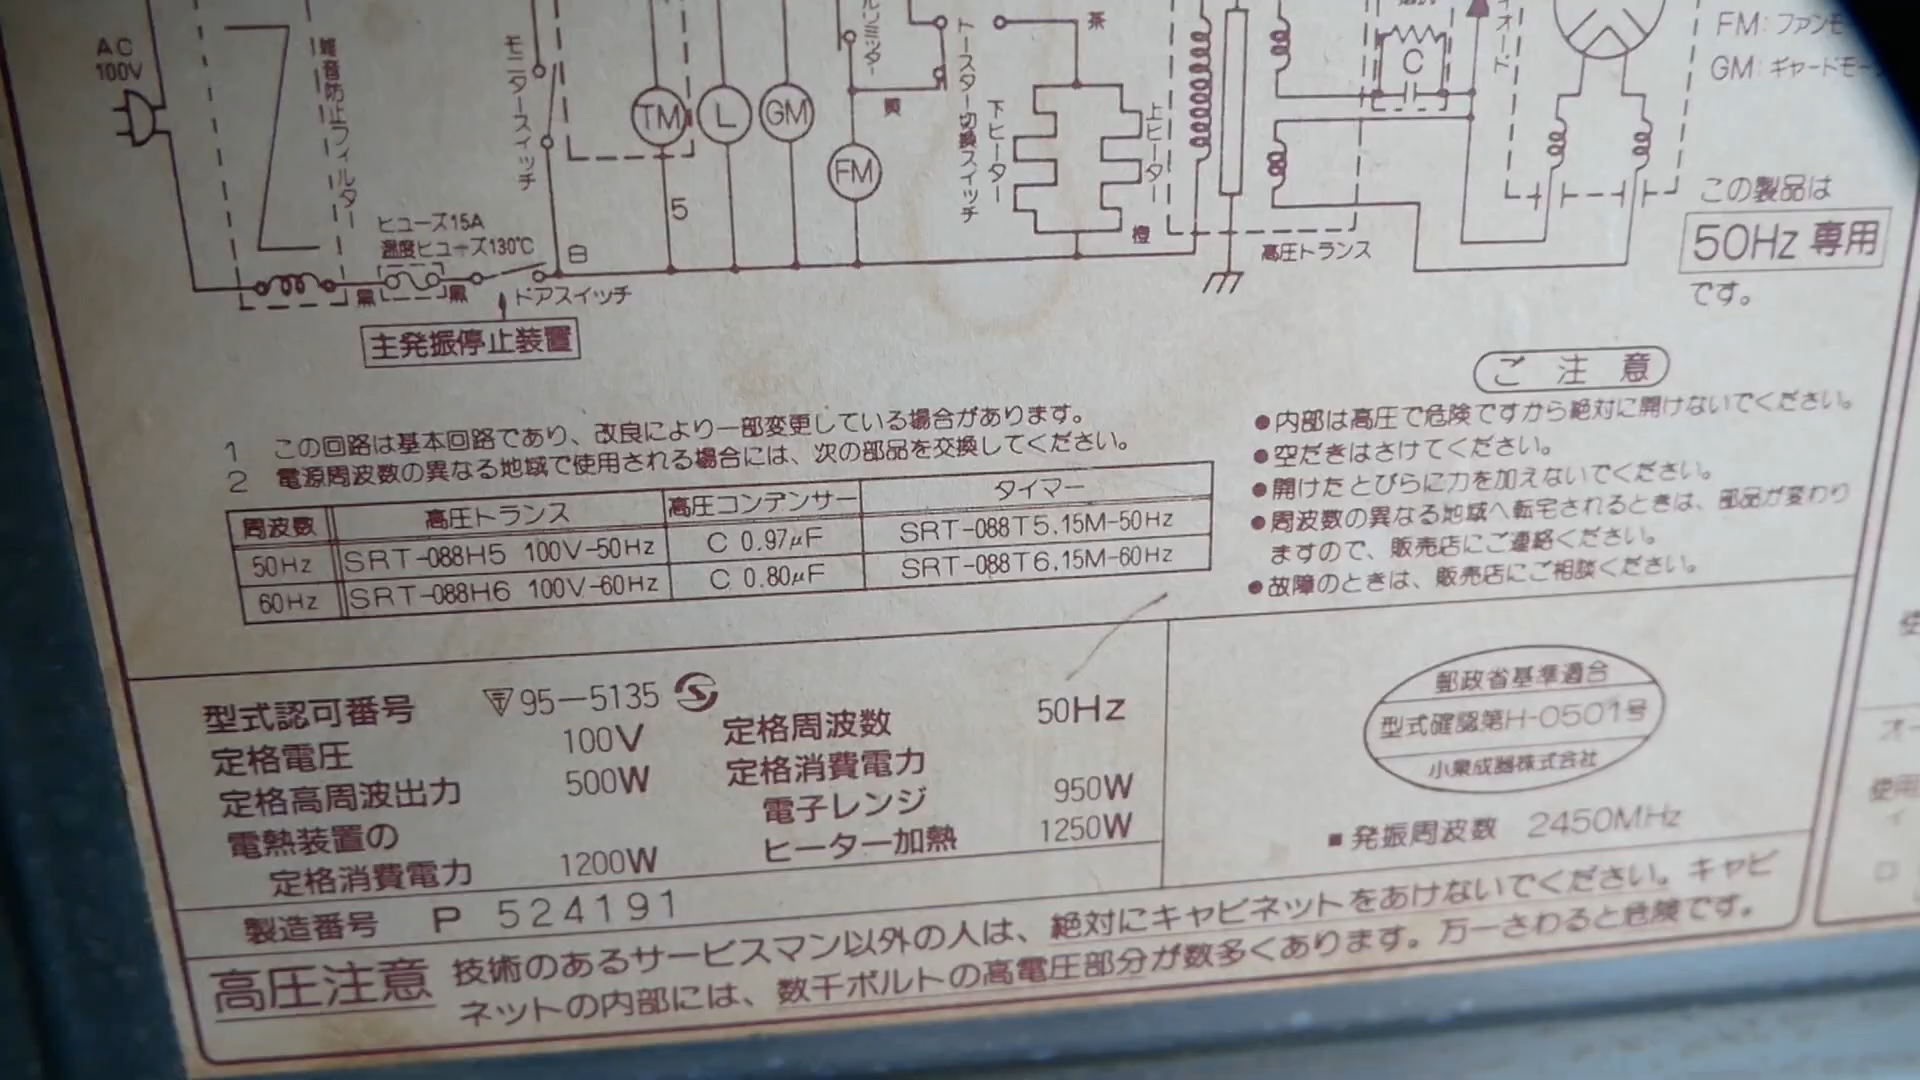 AC
100V
雑音防止フィルター
モニタースイッチ
TM
L
GM
FM
5
黄
トースター切換スイッチ
茶
下ヒーター
上ヒーター
橙
C
高圧トランス
FM: ファンモ
GM: ギヤードモー
この製品は
50Hz 専用
です。
ヒューズ15A
温度ヒューズ130℃
白
黒
黒
ドアスイッチ
主発振停止装置
1 この回路は基本回路であり、改良により一部変更している場合があります。
2 電源周波数の異なる地域で使用される場合には、次の部品を交換してください。
周波数 高圧トランス 高圧コンデンサー タイマー
50Hz SRT-088H5 100V-50Hz C 0.97μF SRT-088T5.15M-50Hz
60Hz SRT-088H6 100V-60Hz C 0.80μF SRT-088T6.15M-60Hz
ご注意
●内部は高圧で危険ですから絶対に開けないでください。
●空だきはさけてください。
●開けたとびらに力を加えないでください。
●周波数の異なる地域へ転宅されるときは、部品が変わり
ますので、販売店にご連絡ください。
●故障のときは、販売店にご相談ください。
型式認可番号 〒95-5135
定格電圧 100V
定格高周波出力 500W
電熱装置の
定格消費電力 1200W
定格周波数 50Hz
定格消費電力
電子レンジ 950W
ヒーター加熱 1250W
郵政省基準適合
型式確認第H-0501号
小泉成器株式会社
■発振周波数 2450MHz
製造番号 P 524191
高圧注意 技術のあるサービスマン以外の人は、絶対にキャビネットをあけないでください。キャビ
ネットの内部には、数千ボルトの高電圧部分が数多くあります。万一さわると危険です。